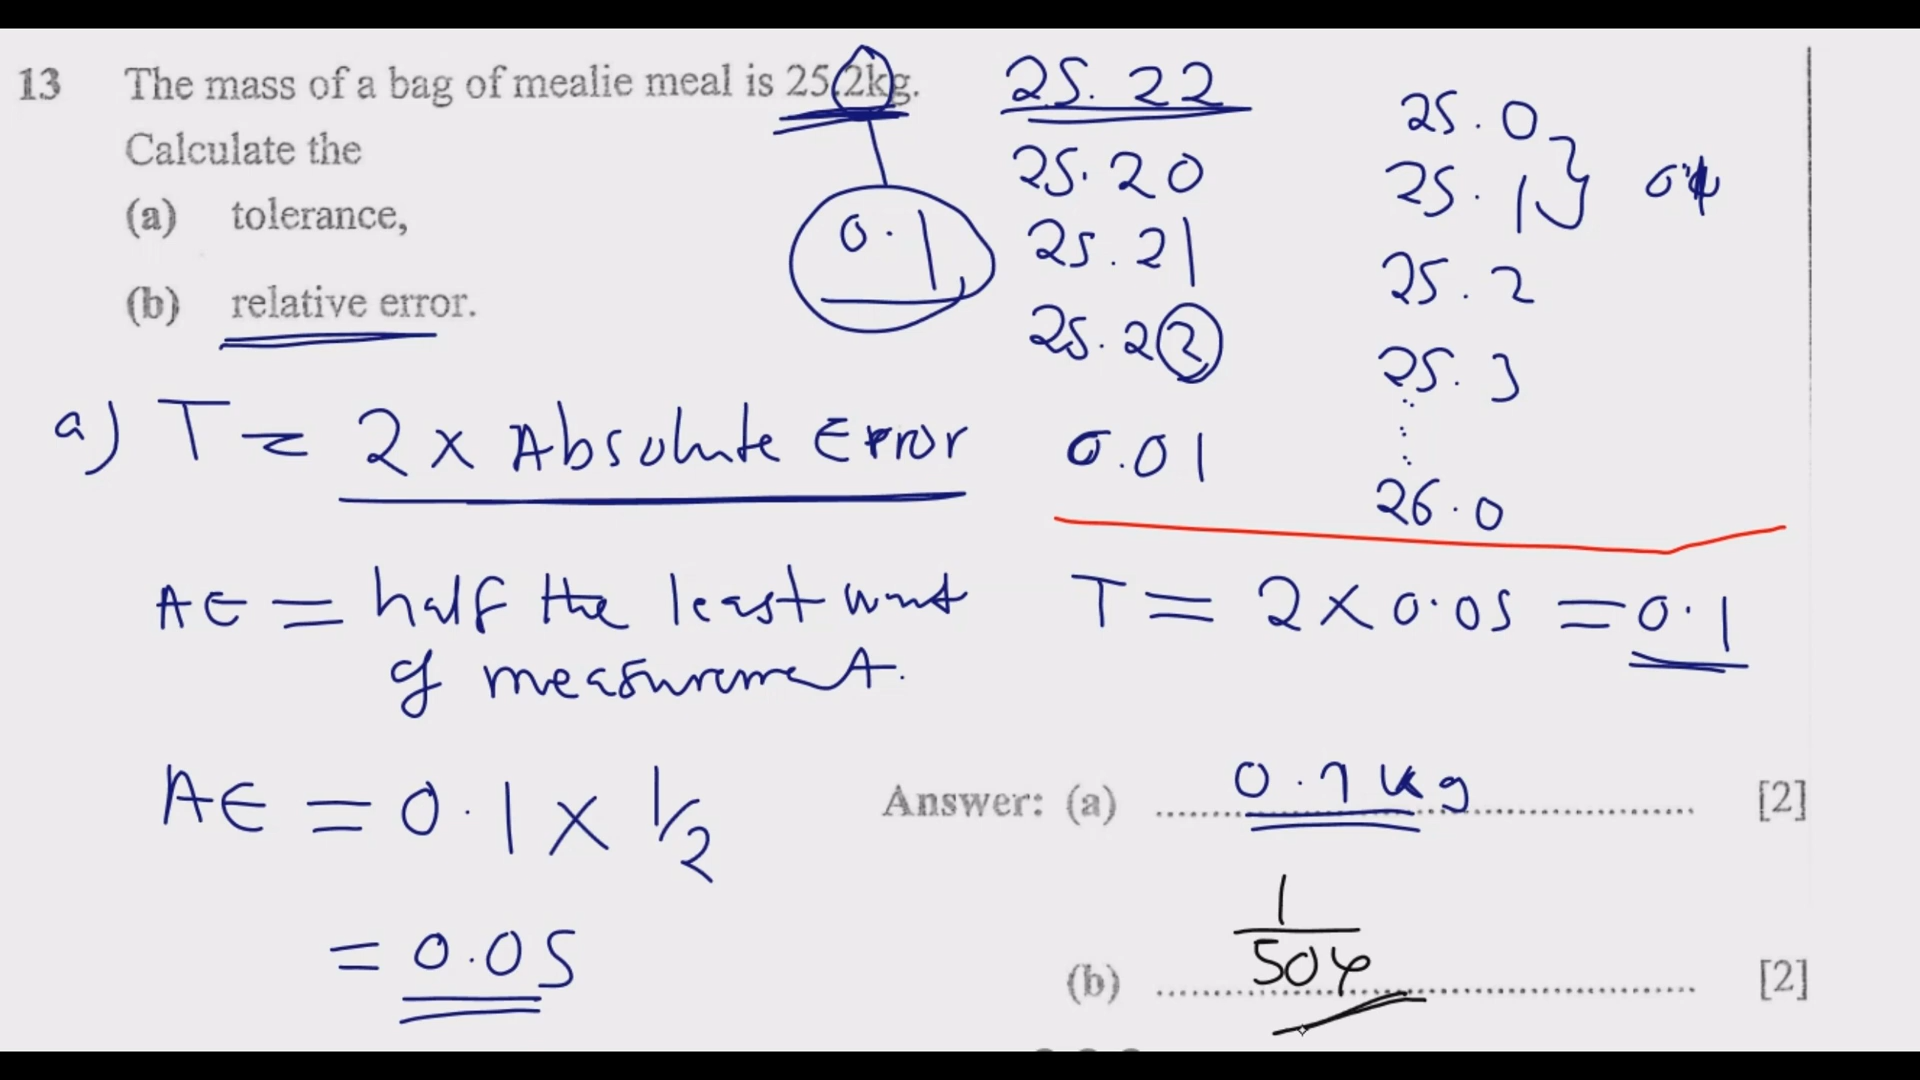 13 The mass of a bag of mealie meal is 25.2kg.
Calculate the
(a) tolerance,
(b) relative error.
0.1
25.22
25.20
25.21
25.22
0.01
25.0
25.1
25.2
25.3
26.0
a) T = 2 x Absolute Error
AE = half the least unit
of measurement.
AE = 0.1 x 1/2
= 0.05
T = 2 x 0.05 = 0.1
Answer: (a) 0.1 kg [2]
(b) 1/504 [2]